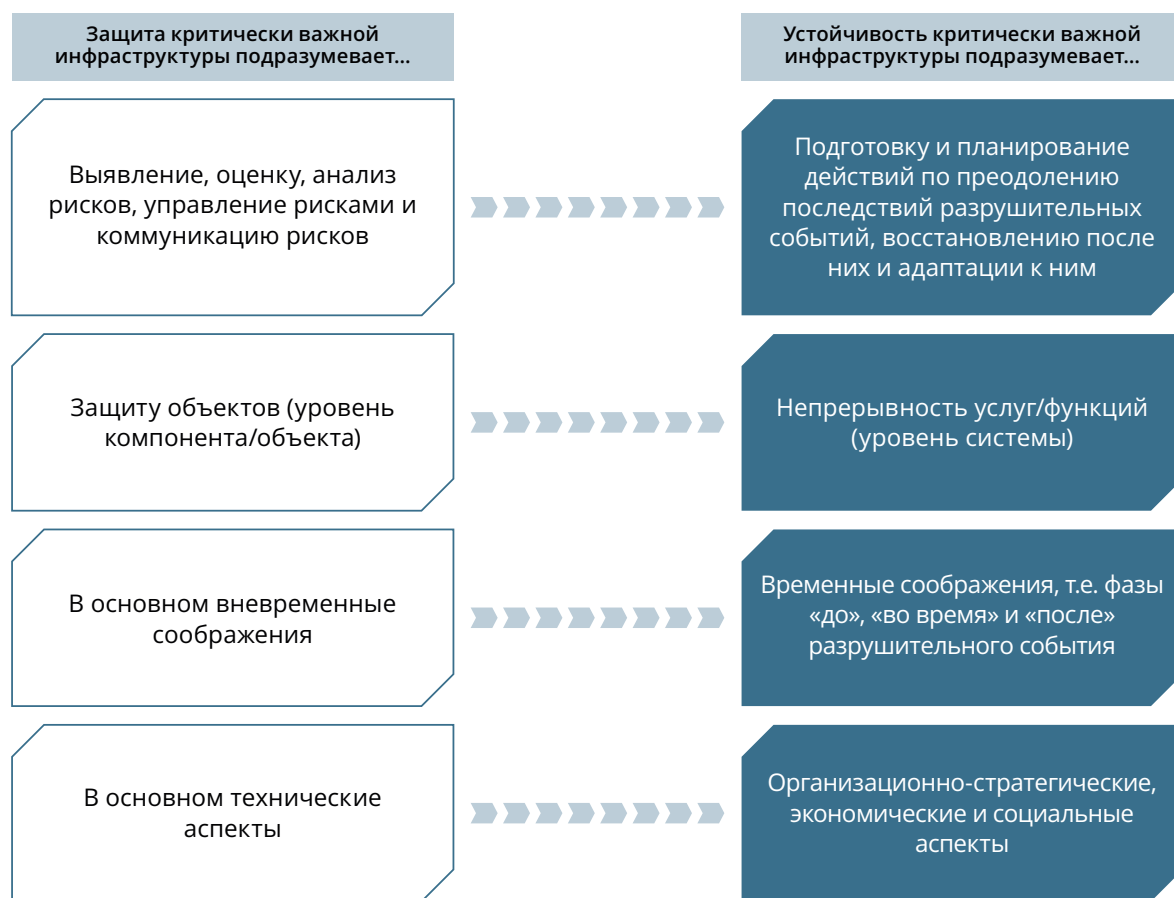 Защита критически важной
инфраструктуры подразумевает...
Устойчивость критически важной
инфраструктуры подразумевает...
Выявление, оценку, анализ
рисков, управление рисками и
коммуникацию рисков
Подготовку и планирование
действий по преодолению
последствий разрушительных
событий, восстановлению после
них и адаптации к ним
Защиту объектов (уровень
компонента/объекта)
Непрерывность услуг/функций
(уровень системы)
В основном вневременные
соображения
Временные соображения, т.е. фазы
«до», «во время» и «после»
разрушительного события
В основном технические
аспекты
Организационно-стратегические,
экономические и социальные
аспекты